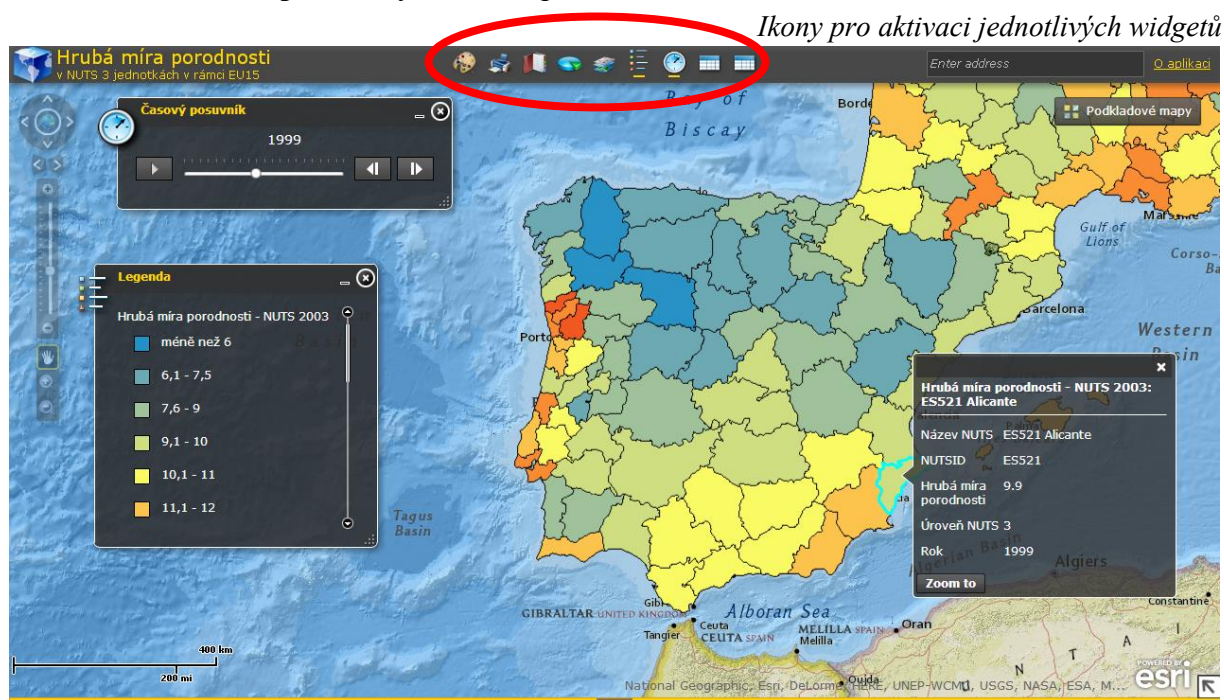 Ikony pro aktivaci jednotlivých widgetů
Hrubá míra porodnosti
v NUTS 3 jednotkách v rámci EU15
Enter address
O aplikaci
Podkladové mapy
Časový posuvník
1999
Bay of
Biscay
Gulf of
Lions
Corso-
Barcelona
Western
Porto
Legenda
Hrubá míra porodnosti - NUTS 2003
méně než 6
6,1 - 7,5
7,6 - 9
9,1 - 10
10,1 - 11
11,1 - 12
Tagus
Basin
Hrubá míra porodnosti - NUTS 2003:
ES521 Alicante
Název NUTS ES521 Alicante
NUTSID ES521
Hrubá míra porodnosti 9.9
Úroveň NUTS 3
Rok 1999
Zoom to
Algiers
Constantine
GIBRALTAR UNITED KINGDOM
Alboran Sea
Tangier
Ceuta
CEUTA SPAIN
MELILLA SPAIN
Melilla
Oran
Oujda
N T A I
400 km
200 mi
National Geographic, Esri, DeLorme, HERE, UNEP-WCMC, USGS, NASA, ESA, M...
POWERED BY
esri